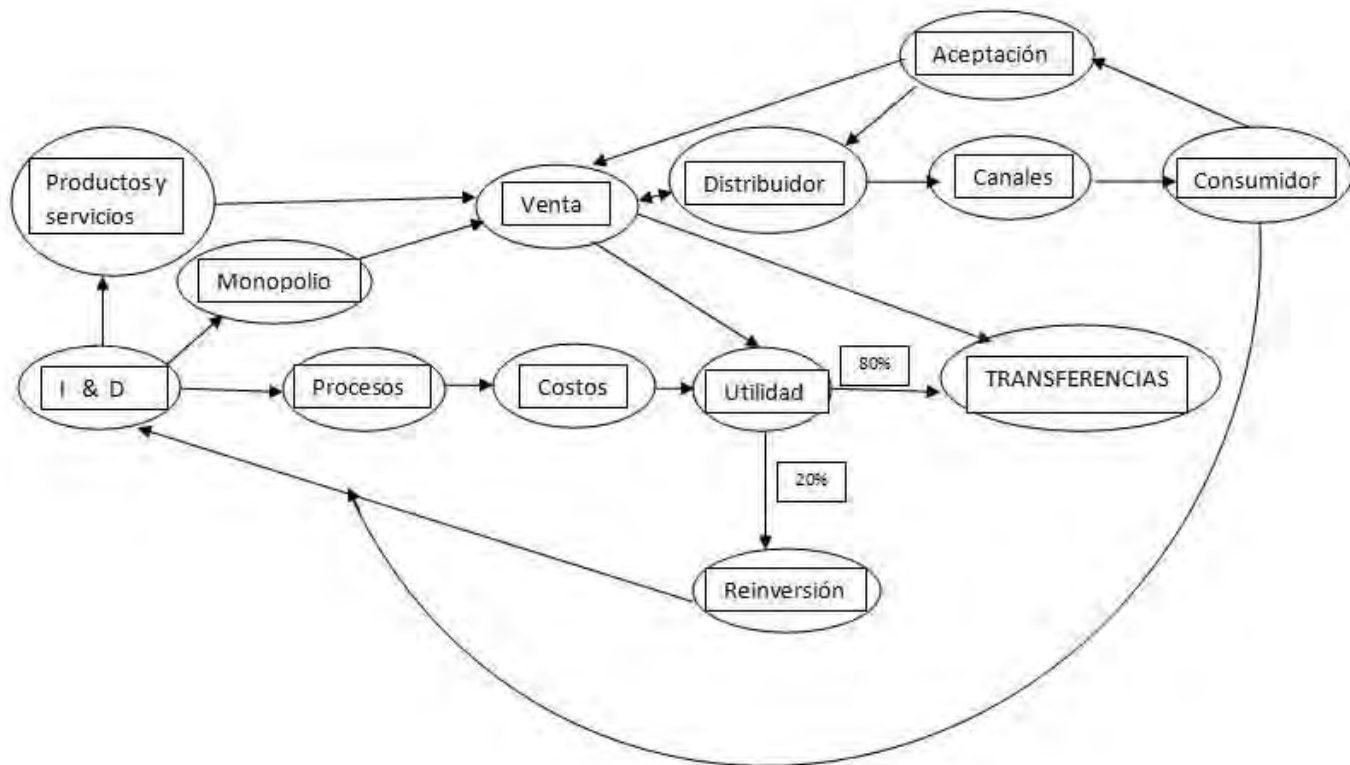 Aceptación
Productos y
servicios
Venta
Distribuidor
Canales
Consumidor
Monopolio
I & D
Procesos
Costos
Utilidad
80%
TRANSFERENCIAS
20%
Reinversión